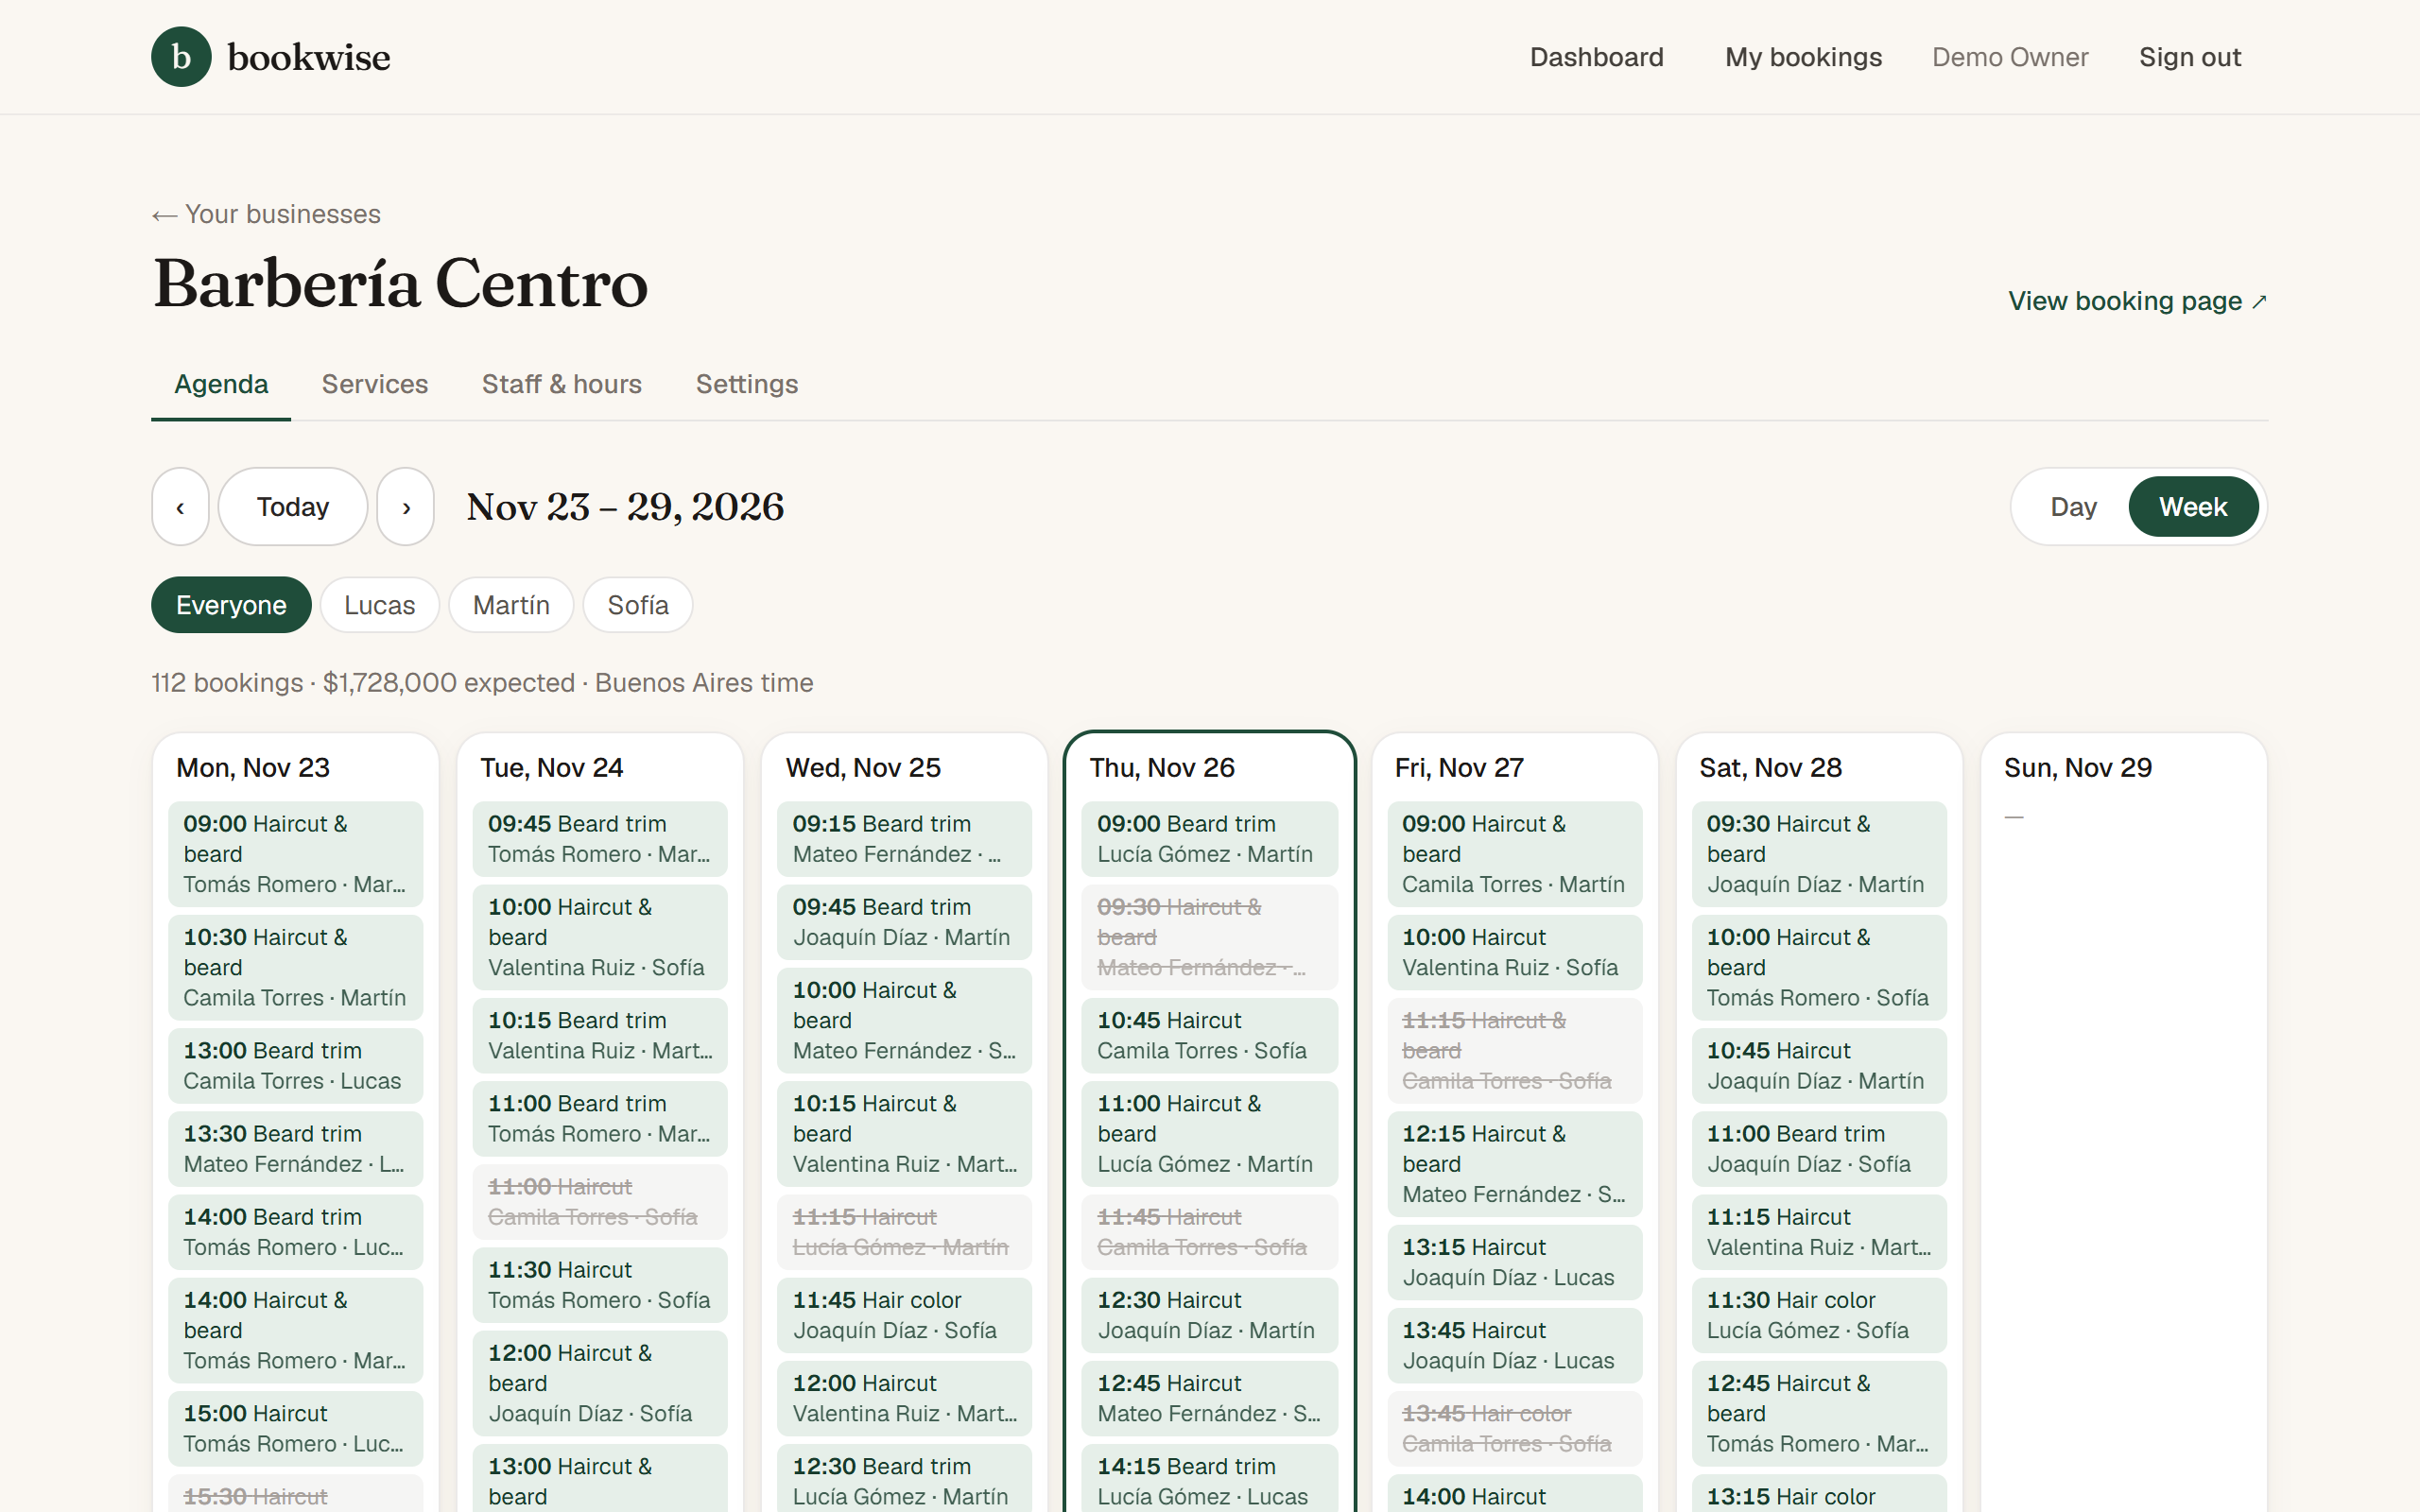 b bookwise
Dashboard My bookings Demo Owner Sign out
← Your businesses
Barbería Centro
View booking page ↗
Agenda Services Staff & hours Settings
‹ Today › Nov 23 – 29, 2026
Day Week
Everyone Lucas Martín Sofía
112 bookings · $1,728,000 expected · Buenos Aires time
Mon, Nov 23
09:00 Haircut &
beard
Tomás Romero · Mar...
10:30 Haircut &
beard
Camila Torres · Martín
13:00 Beard trim
Camila Torres · Lucas
13:30 Beard trim
Mateo Fernández · L...
14:00 Beard trim
Tomás Romero · Luc...
14:00 Haircut &
beard
Tomás Romero · Mar...
15:00 Haircut
Tomás Romero · Luc...
15:30 Haircut
Tue, Nov 24
09:45 Beard trim
Tomás Romero · Mar...
10:00 Haircut &
beard
Valentina Ruiz · Sofía
10:15 Beard trim
Valentina Ruiz · Mart...
11:00 Beard trim
Tomás Romero · Mar...
11:00 Haircut
Camila Torres · Sofía
11:30 Haircut
Tomás Romero · Sofía
12:00 Haircut &
beard
Joaquín Díaz · Sofía
13:00 Haircut &
beard
Wed, Nov 25
09:15 Beard trim
Mateo Fernández · ...
09:45 Beard trim
Joaquín Díaz · Martín
10:00 Haircut &
beard
Mateo Fernández · S...
10:15 Haircut &
beard
Valentina Ruiz · Mart...
11:15 Haircut
Lucía Gómez · Martín
11:45 Hair color
Joaquín Díaz · Sofía
12:00 Haircut
Valentina Ruiz · Mart...
12:30 Beard trim
Lucía Gómez · Martín
Thu, Nov 26
09:00 Beard trim
Lucía Gómez · Martín
09:30 Haircut &
beard
Mateo Fernández · ...
10:45 Haircut
Camila Torres · Sofía
11:00 Haircut &
beard
Lucía Gómez · Martín
11:45 Haircut
Camila Torres · Sofía
12:30 Haircut
Joaquín Díaz · Martín
12:45 Haircut
Mateo Fernández · S...
14:15 Beard trim
Lucía Gómez · Lucas
Fri, Nov 27
09:00 Haircut &
beard
Camila Torres · Martín
10:00 Haircut
Valentina Ruiz · Sofía
11:15 Haircut &
beard
Camila Torres · Sofía
12:15 Haircut &
beard
Mateo Fernández · S...
13:15 Haircut
Joaquín Díaz · Lucas
13:45 Haircut
Joaquín Díaz · Lucas
13:45 Hair color
Camila Torres · Sofía
14:00 Haircut
Sat, Nov 28
09:30 Haircut &
beard
Joaquín Díaz · Martín
10:00 Haircut &
beard
Tomás Romero · Sofía
10:45 Haircut
Joaquín Díaz · Martín
11:00 Beard trim
Joaquín Díaz · Sofía
11:15 Haircut
Valentina Ruiz · Mart...
11:30 Hair color
Lucía Gómez · Sofía
12:45 Haircut &
beard
Tomás Romero · Mar...
13:15 Hair color
Sun, Nov 29
—